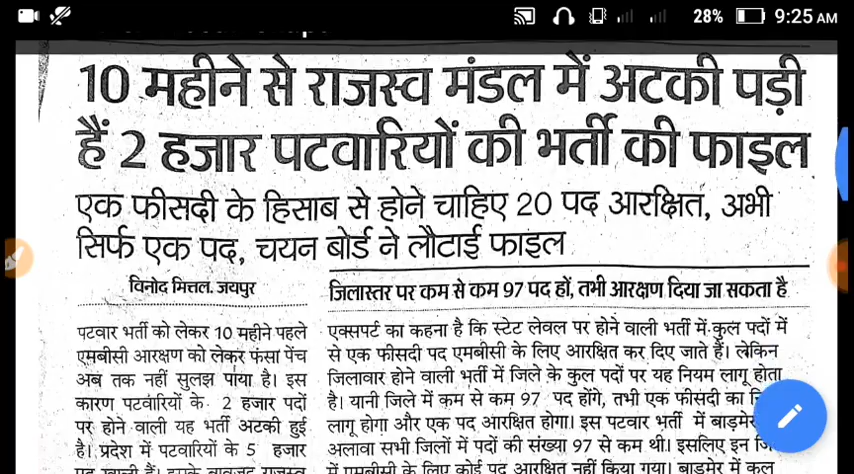 28% 9:25 AM
10 महीने से राजस्व मंडल में अटकी पड़ी
हैं 2 हजार पटवारियों की भर्ती की फाइल
एक फीसदी के हिसाब से होने चाहिए 20 पद आरक्षित, अभी
सिर्फ एक पद, चयन बोर्ड ने लौटाई फाइल
विनोद मित्तल. जयपुर
पटवार भर्ती को लेकर 10 महीने पहले
एमबीसी आरक्षण को लेकर फंसा पेंच
अब तक नहीं सुलझ पाया है। इस
कारण पटवारियों के 2 हजार पदों
पर होने वाली यह भर्ती अटकी हुई
है। प्रदेश में पटवारियों के 5 हजार
जिलास्तर पर कम से कम 97 पद हों, तभी आरक्षण दिया जा सकता है
एक्सपर्ट का कहना है कि स्टेट लेवल पर होने वाली भर्ती में कुल पदों में
से एक फीसदी पद एमबीसी के लिए आरक्षित कर दिए जाते हैं। लेकिन
जिलावार होने वाली भर्ती में जिले के कुल पदों पर यह नियम लागू होता
है। यानी जिले में कम से कम 97 पद होंगे, तभी एक फीसदी का
लागू होगा और एक पद आरक्षित होगा। इस पटवार भर्ती में बाड़मेर
अलावा सभी जिलों में पदों की संख्या 97 से कम थी। इसलिए इन
में एमबीसी के लिए कोई पद आरक्षित नहीं किया गया। बाड़मेर में कुल